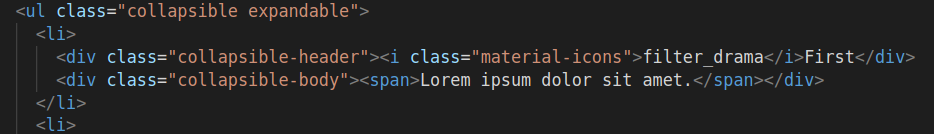 <ul class="collapsible expandable">
<li>
<div class="collapsible-header"><i class="material-icons">filter_drama</i>First</div>
<div class="collapsible-body"><span>Lorem ipsum dolor sit amet.</span></div>
</li>
<li>